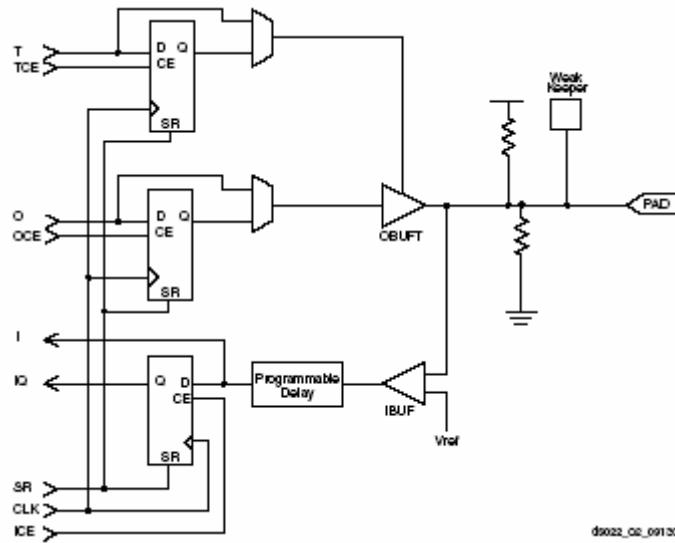 T
TCE
D Q
CE
SR
Weak
Keeper
O
OCE
D Q
CE
SR
OBUFT
PAD
I
IQ
Q D
CE
SR
Programmable
Delay
IBUF
Vref
SR
CLK
ICE